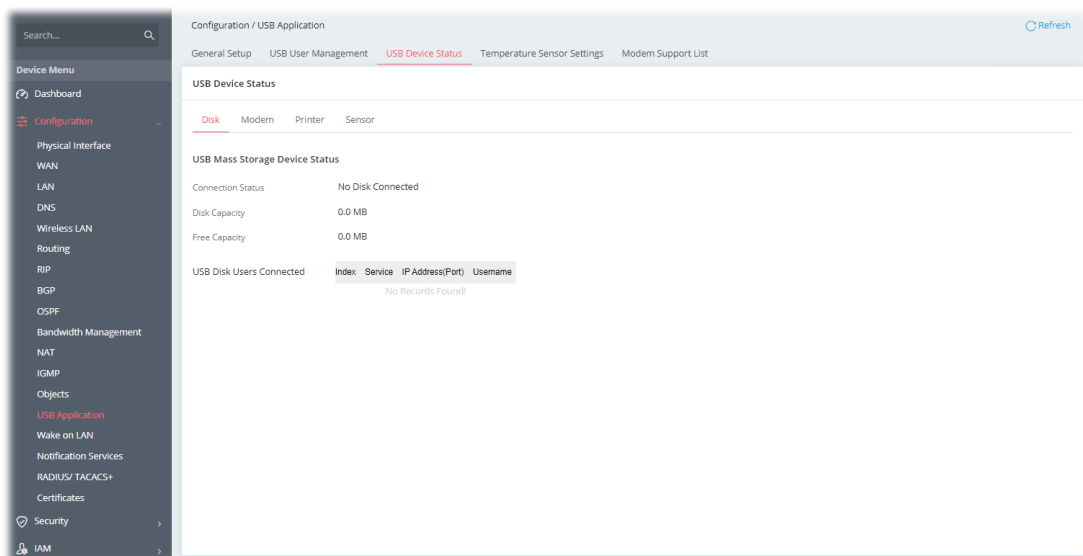 Search...
Device Menu
Dashboard
Configuration
Physical Interface
WAN
LAN
DNS
Wireless LAN
Routing
RIP
BGP
OSPF
Bandwidth Management
NAT
IGMP
Objects
USB Application
Wake on LAN
Notification Services
RADIUS/ TACACS+
Certificates
Security
IAM
Configuration / USB Application
Refresh
General Setup USB User Management USB Device Status Temperature Sensor Settings Modem Support List
USB Device Status
Disk Modem Printer Sensor
USB Mass Storage Device Status
Connection Status No Disk Connected
Disk Capacity 0.0 MB
Free Capacity 0.0 MB
USB Disk Users Connected Index Service IP Address(Port) Username
No Records Found!